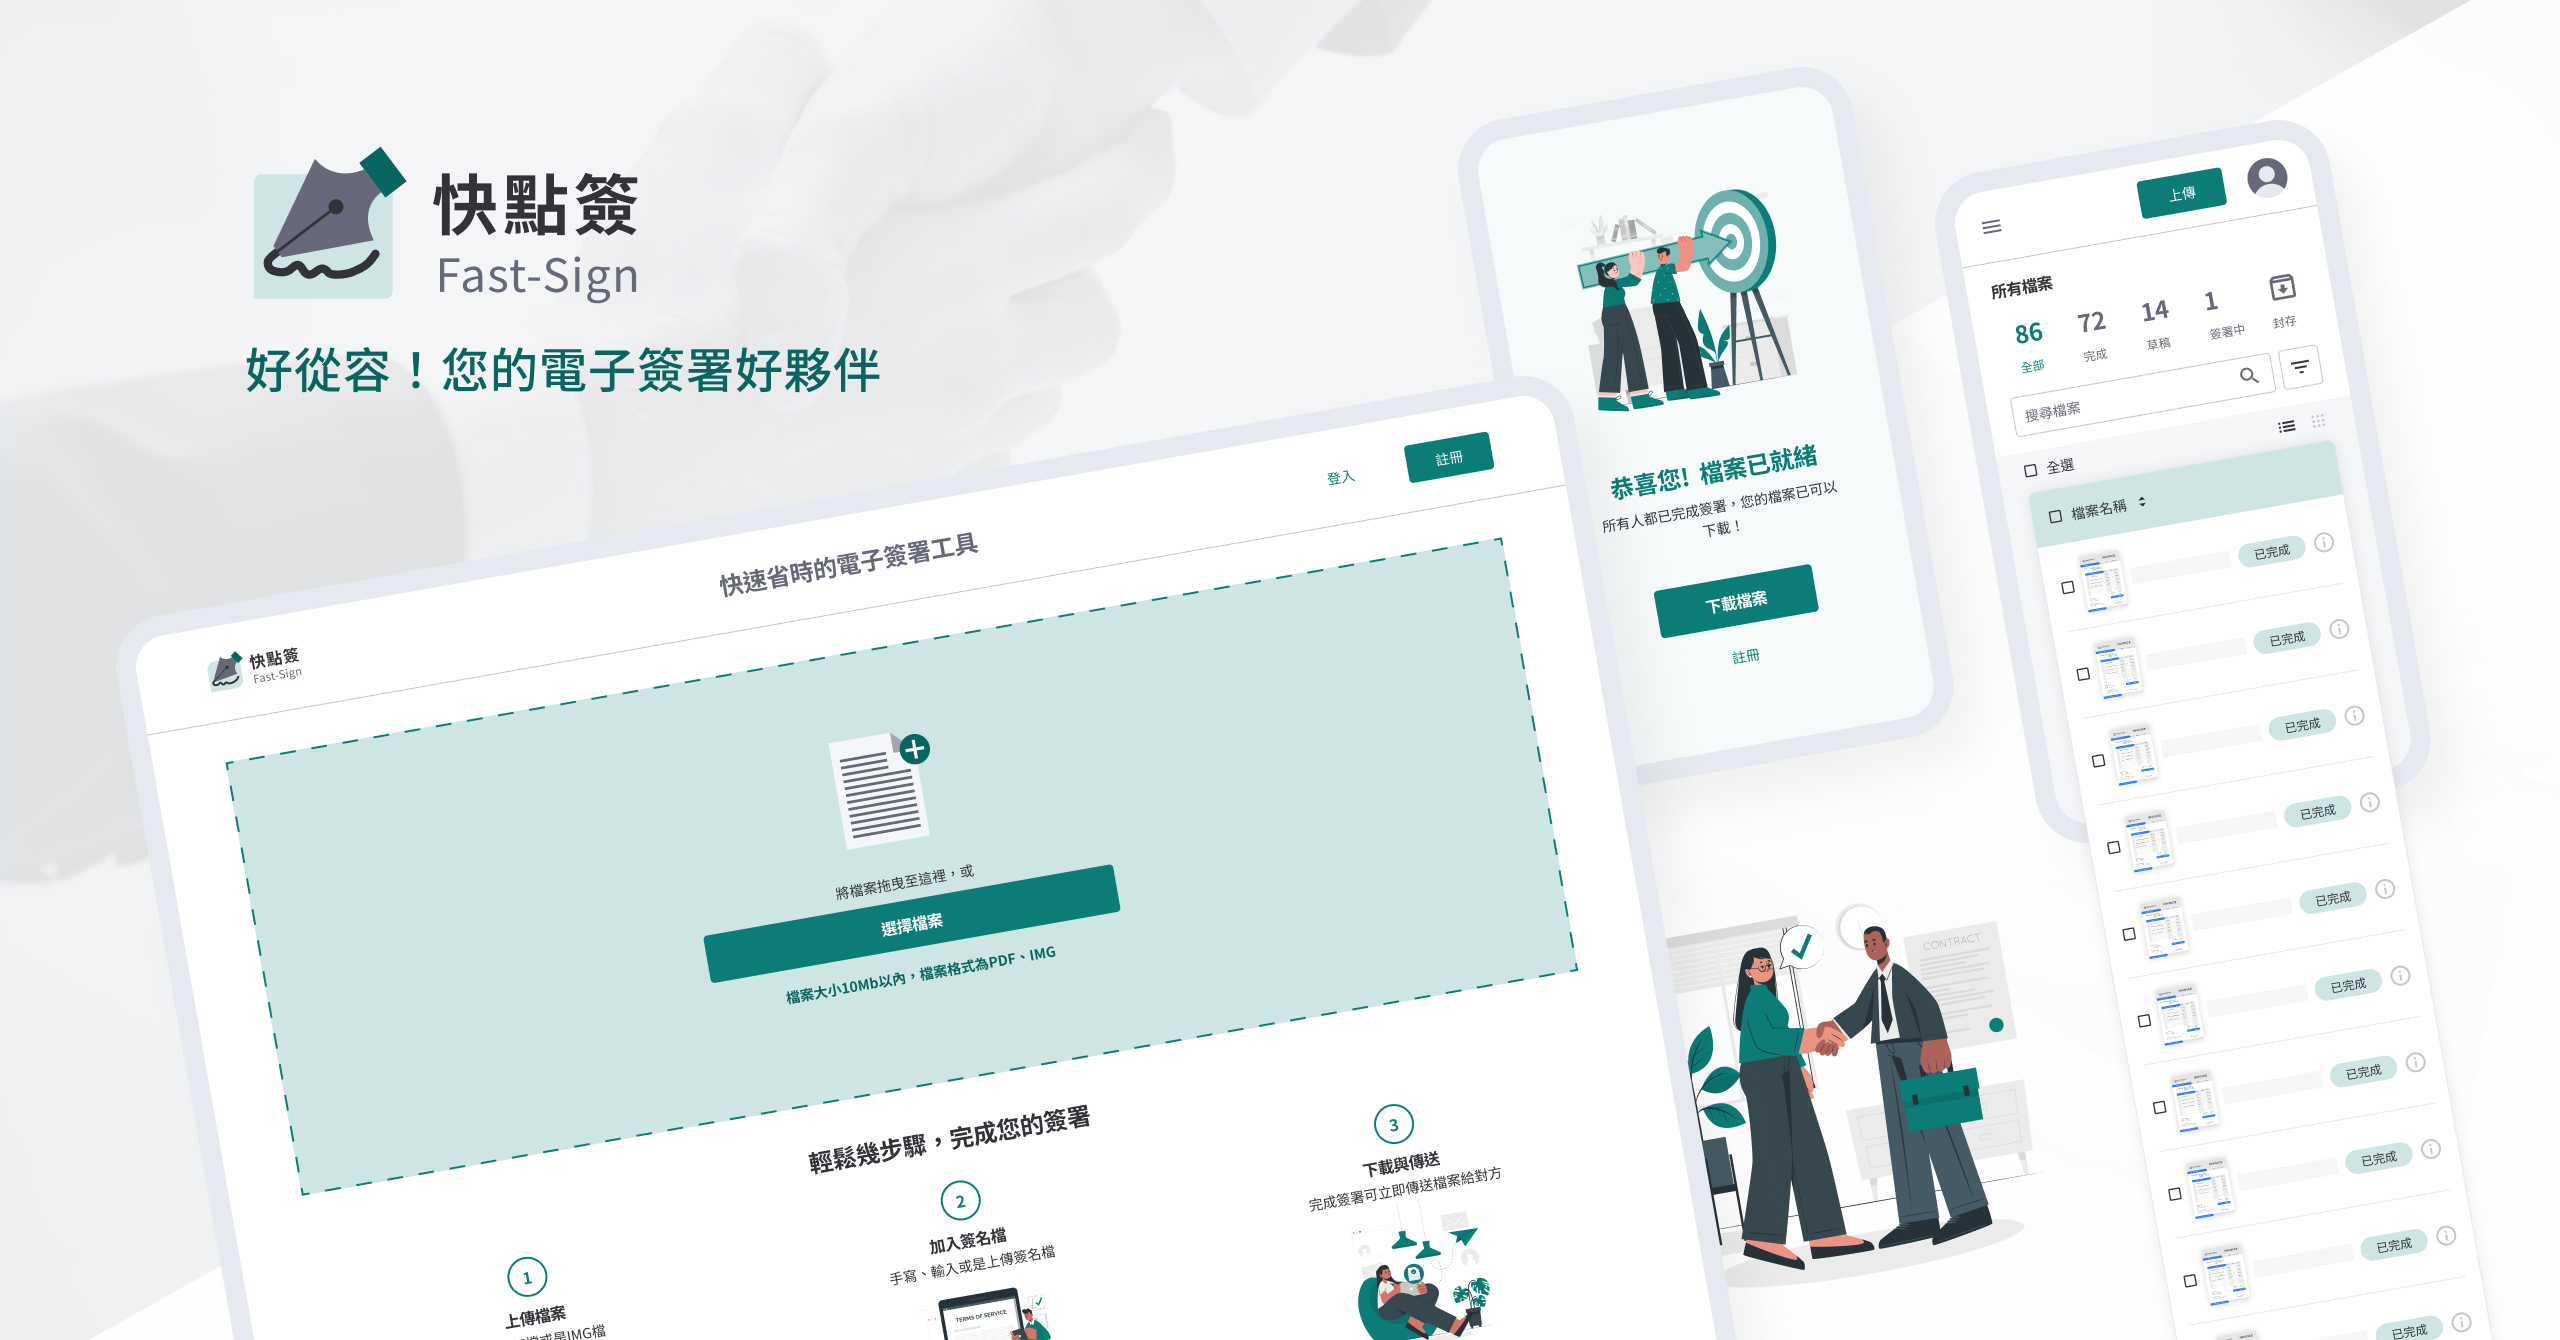 快點簽
Fast-Sign
好從容！您的電子簽署好夥伴
快點簽
Fast-Sign
快速省時的電子簽署工具
登入
註冊
將檔案拖曳至這裡，或
選擇檔案
檔案大小10Mb以內，檔案格式為PDF、IMG
輕鬆幾步驟，完成您的簽署
1
上傳檔案
檔或是IMG檔
2
加入簽名檔
手寫、輸入或是上傳簽名檔
TERMS OF SERVICE
3
下載與傳送
完成簽署可立即傳送檔案給對方
恭喜您！檔案已就緒
所有人都已完成簽署，您的檔案已可以
下載！
下載檔案
註冊
CONTRACT
上傳
所有檔案
86
全部
72
完成
14
草稿
1
簽署中
封存
搜尋檔案
全選
檔案名稱
已完成
已完成
已完成
已完成
已完成
已完成
已完成
已完成
已完成
已完成